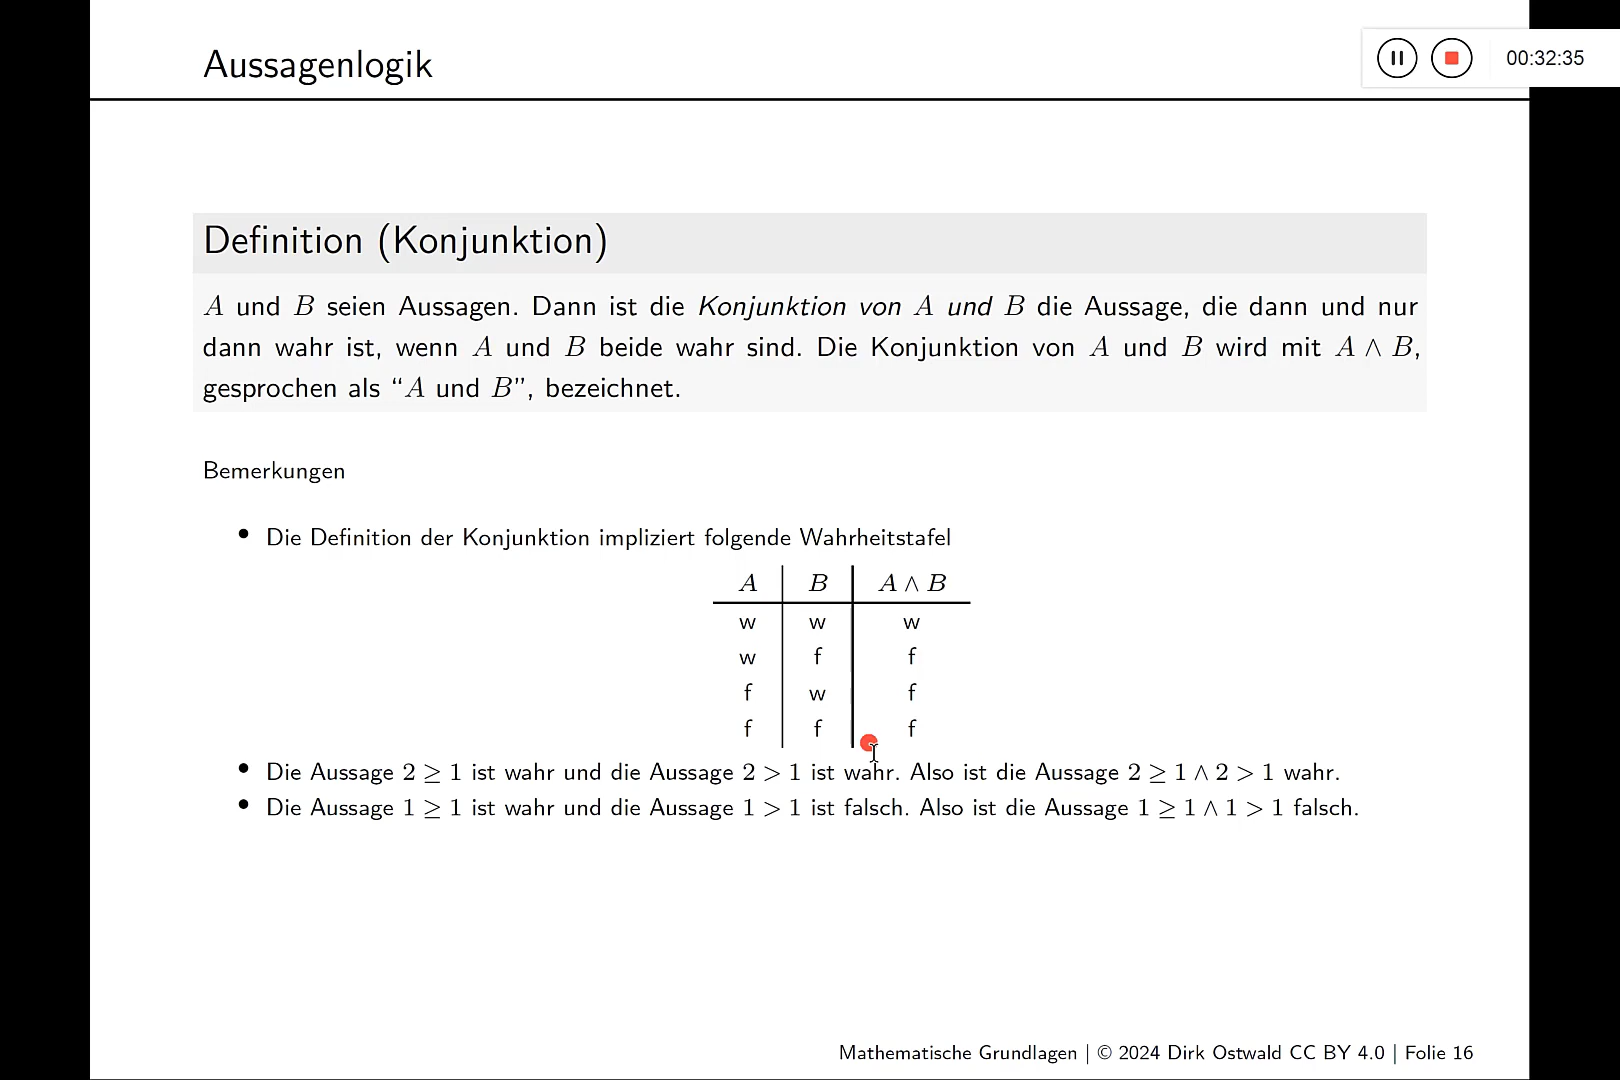 Aussagenlogik
00:32:35
Definition (Konjunktion)
A und B seien Aussagen. Dann ist die Konjunktion von A und B die Aussage, die dann und nur
dann wahr ist, wenn A und B beide wahr sind. Die Konjunktion von A und B wird mit A ∧ B,
gesprochen als “A und B”, bezeichnet.
Bemerkungen
• Die Definition der Konjunktion impliziert folgende Wahrheitstafel
A B A ∧ B
w w w
w f f
f w f
f f f
• Die Aussage 2 ≥ 1 ist wahr und die Aussage 2 > 1 ist wahr. Also ist die Aussage 2 ≥ 1 ∧ 2 > 1 wahr.
• Die Aussage 1 ≥ 1 ist wahr und die Aussage 1 > 1 ist falsch. Also ist die Aussage 1 ≥ 1 ∧ 1 > 1 falsch.
Mathematische Grundlagen | © 2024 Dirk Ostwald CC BY 4.0 | Folie 16